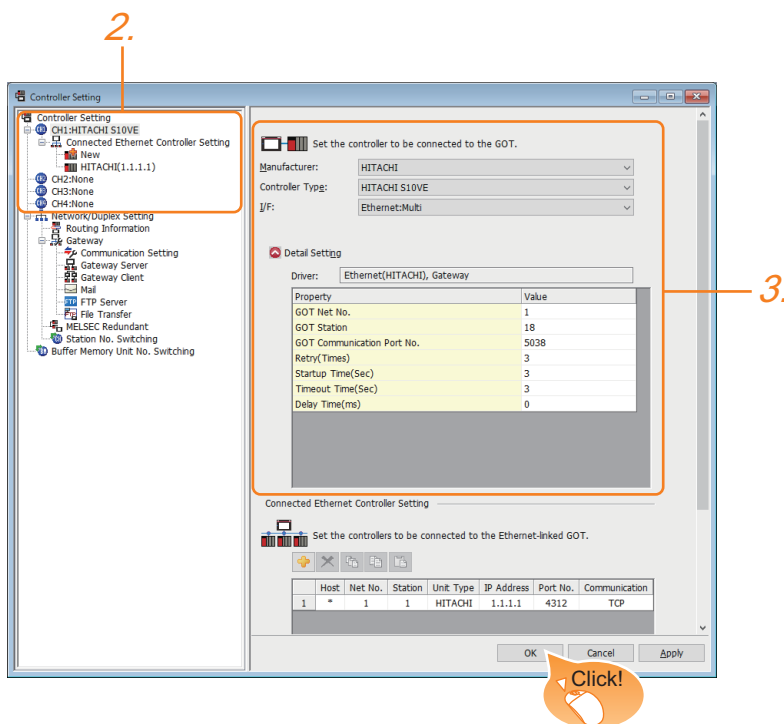 2.
Controller Setting
Controller Setting
CH1:HITACHI S10VE
Connected Ethernet Controller Setting
New
HITACHI(1.1.1.1)
CH2:None
CH3:None
CH4:None
Network/Duplex Setting
Routing Information
Gateway
Communication Setting
Gateway Server
Gateway Client
Mail
FTP Server
File Transfer
MELSEC Redundant
Station No. Switching
Buffer Memory Unit No. Switching
Set the controller to be connected to the GOT.
Manufacturer: HITACHI
Controller Type: HITACHI S10VE
I/F: Ethernet:Multi
Detail Setting
Driver: Ethernet(HITACHI), Gateway
Property Value
GOT Net No. 1
GOT Station 18
GOT Communication Port No. 5038
Retry(Times) 3
Startup Time(Sec) 3
Timeout Time(Sec) 3
Delay Time(ms) 0
3.
Connected Ethernet Controller Setting
Set the controllers to be connected to the Ethernet-linked GOT.
Host Net No. Station Unit Type IP Address Port No. Communication
1 * 1 1 HITACHI 1.1.1.1 4312 TCP
OK Cancel Apply
Click!